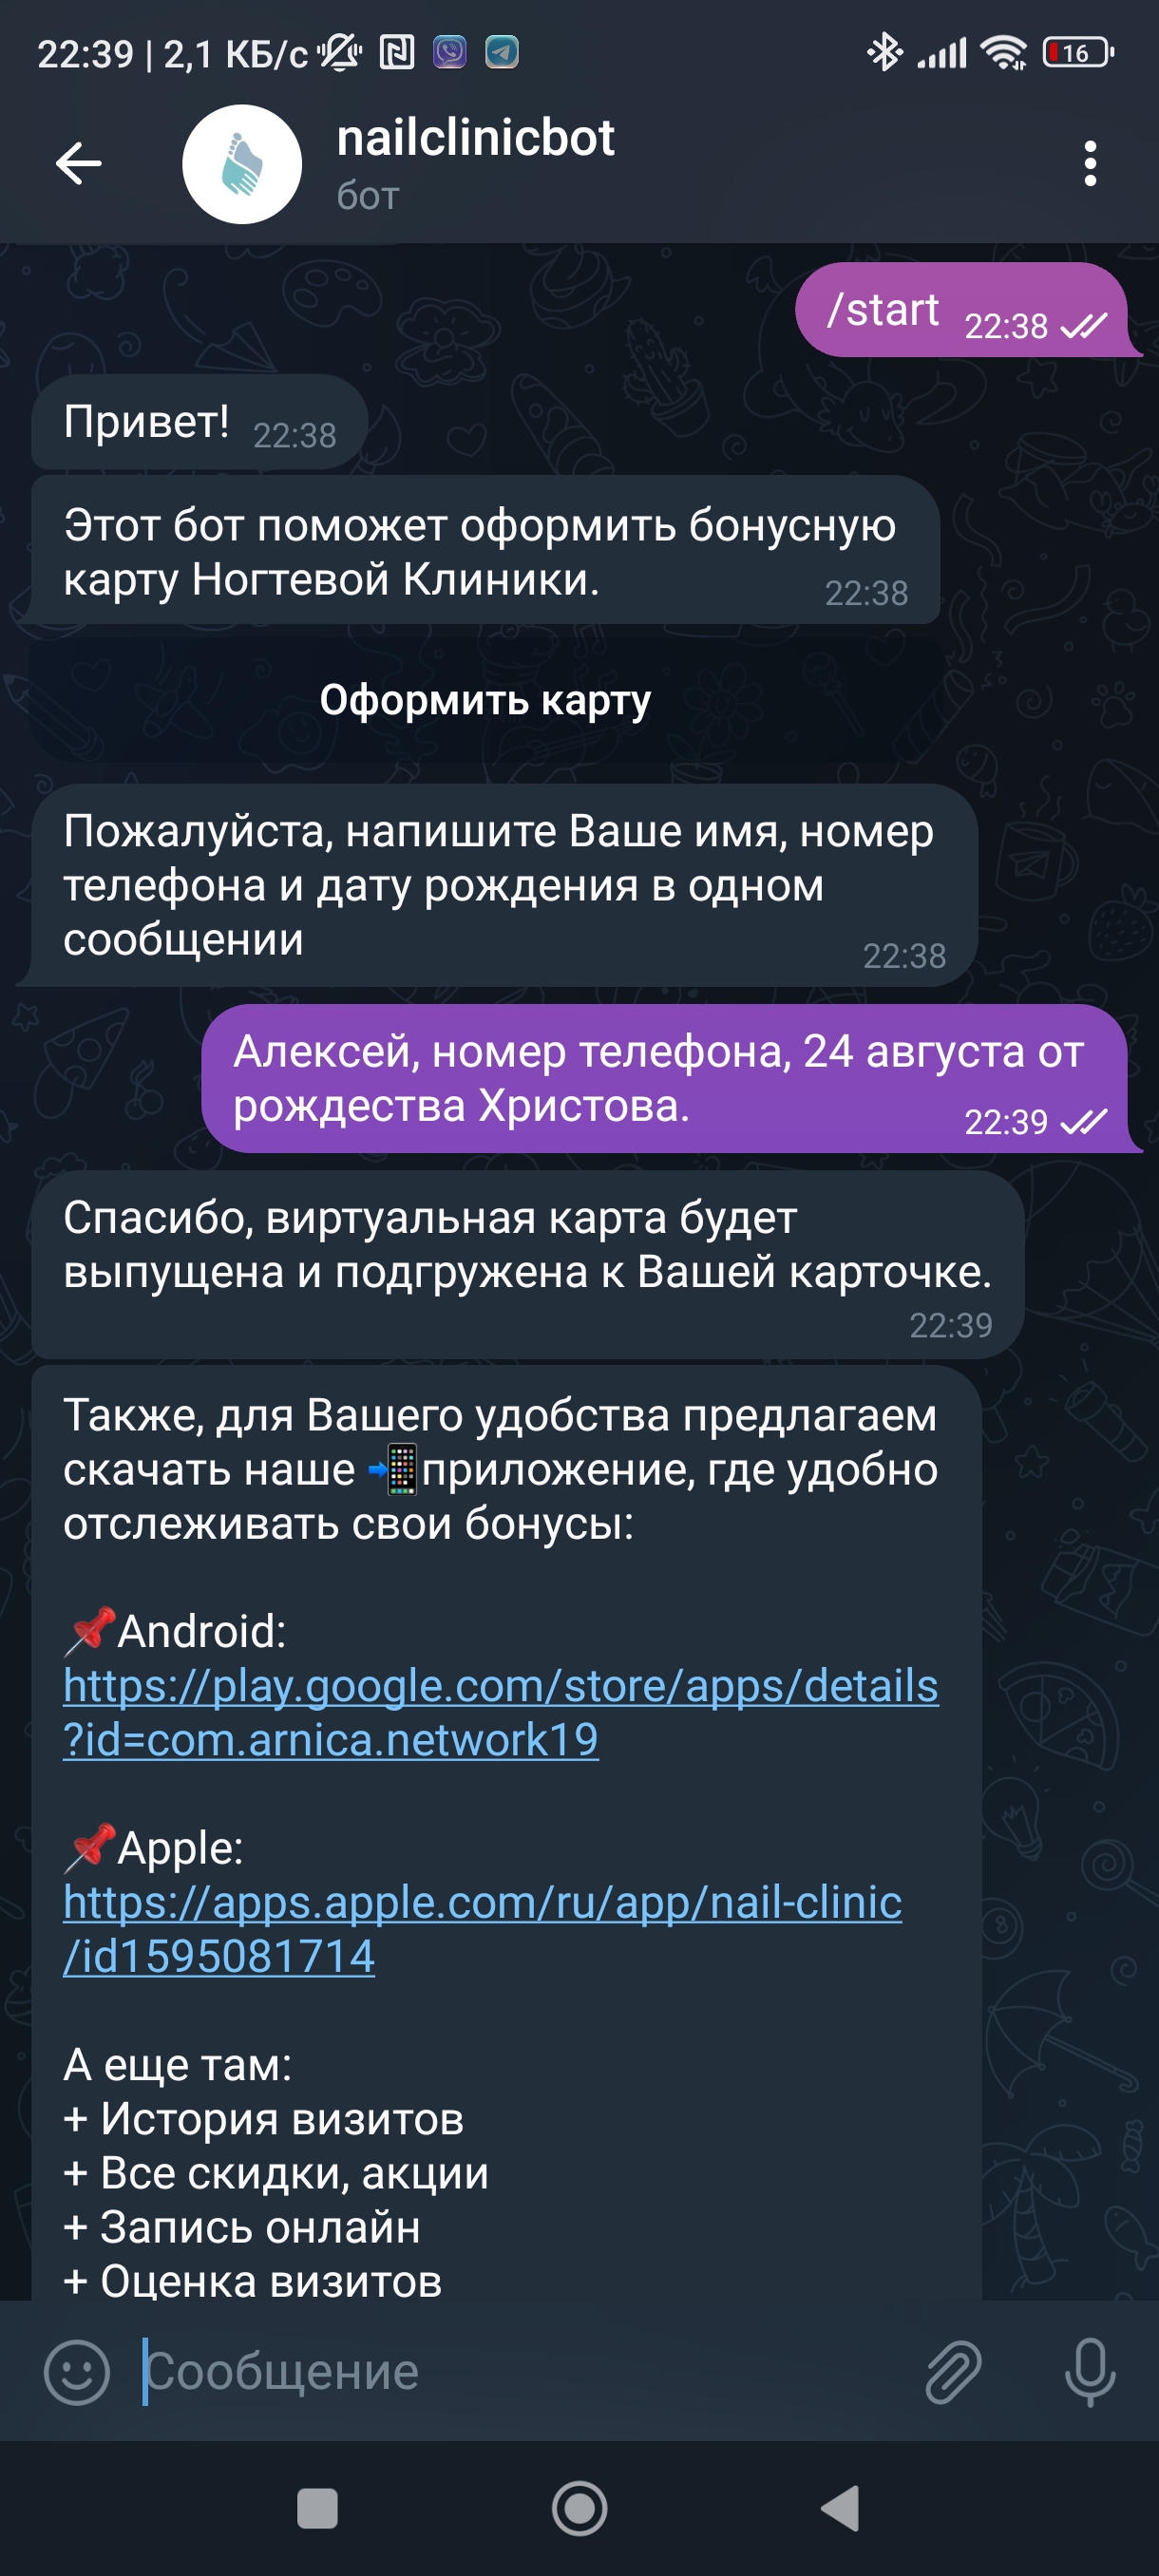 22:39 | 2,1 КБ/с
16
nailclinicbot
бот
/start 22:38
Привет! 22:38
Этот бот поможет оформить бонусную
карту Ногтевой Клиники. 22:38
Оформить карту
Пожалуйста, напишите Ваше имя, номер
телефона и дату рождения в одном
сообщении 22:38
Алексей, номер телефона, 24 августа от
рождества Христова. 22:39
Спасибо, виртуальная карта будет
выпущена и подгружена к Вашей карточке.
22:39
Также, для Вашего удобства предлагаем
скачать наше 📲приложение, где удобно
отслеживать свои бонусы:
📌Android:
https://play.google.com/store/apps/details
?id=com.arnica.network19
📌Apple:
https://apps.apple.com/ru/app/nail-clinic
/id1595081714
А еще там:
+ История визитов
+ Все скидки, акции
+ Запись онлайн
+ Оценка визитов
Сообщение